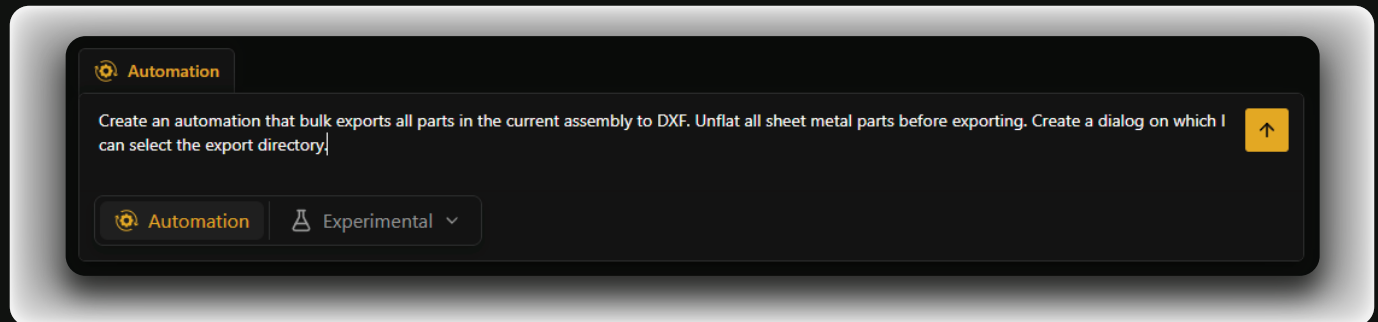 Automation
Create an automation that bulk exports all parts in the current assembly to DXF. Unflat all sheet metal parts before exporting. Create a dialog on which I
can select the export directory.
Automation
Experimental